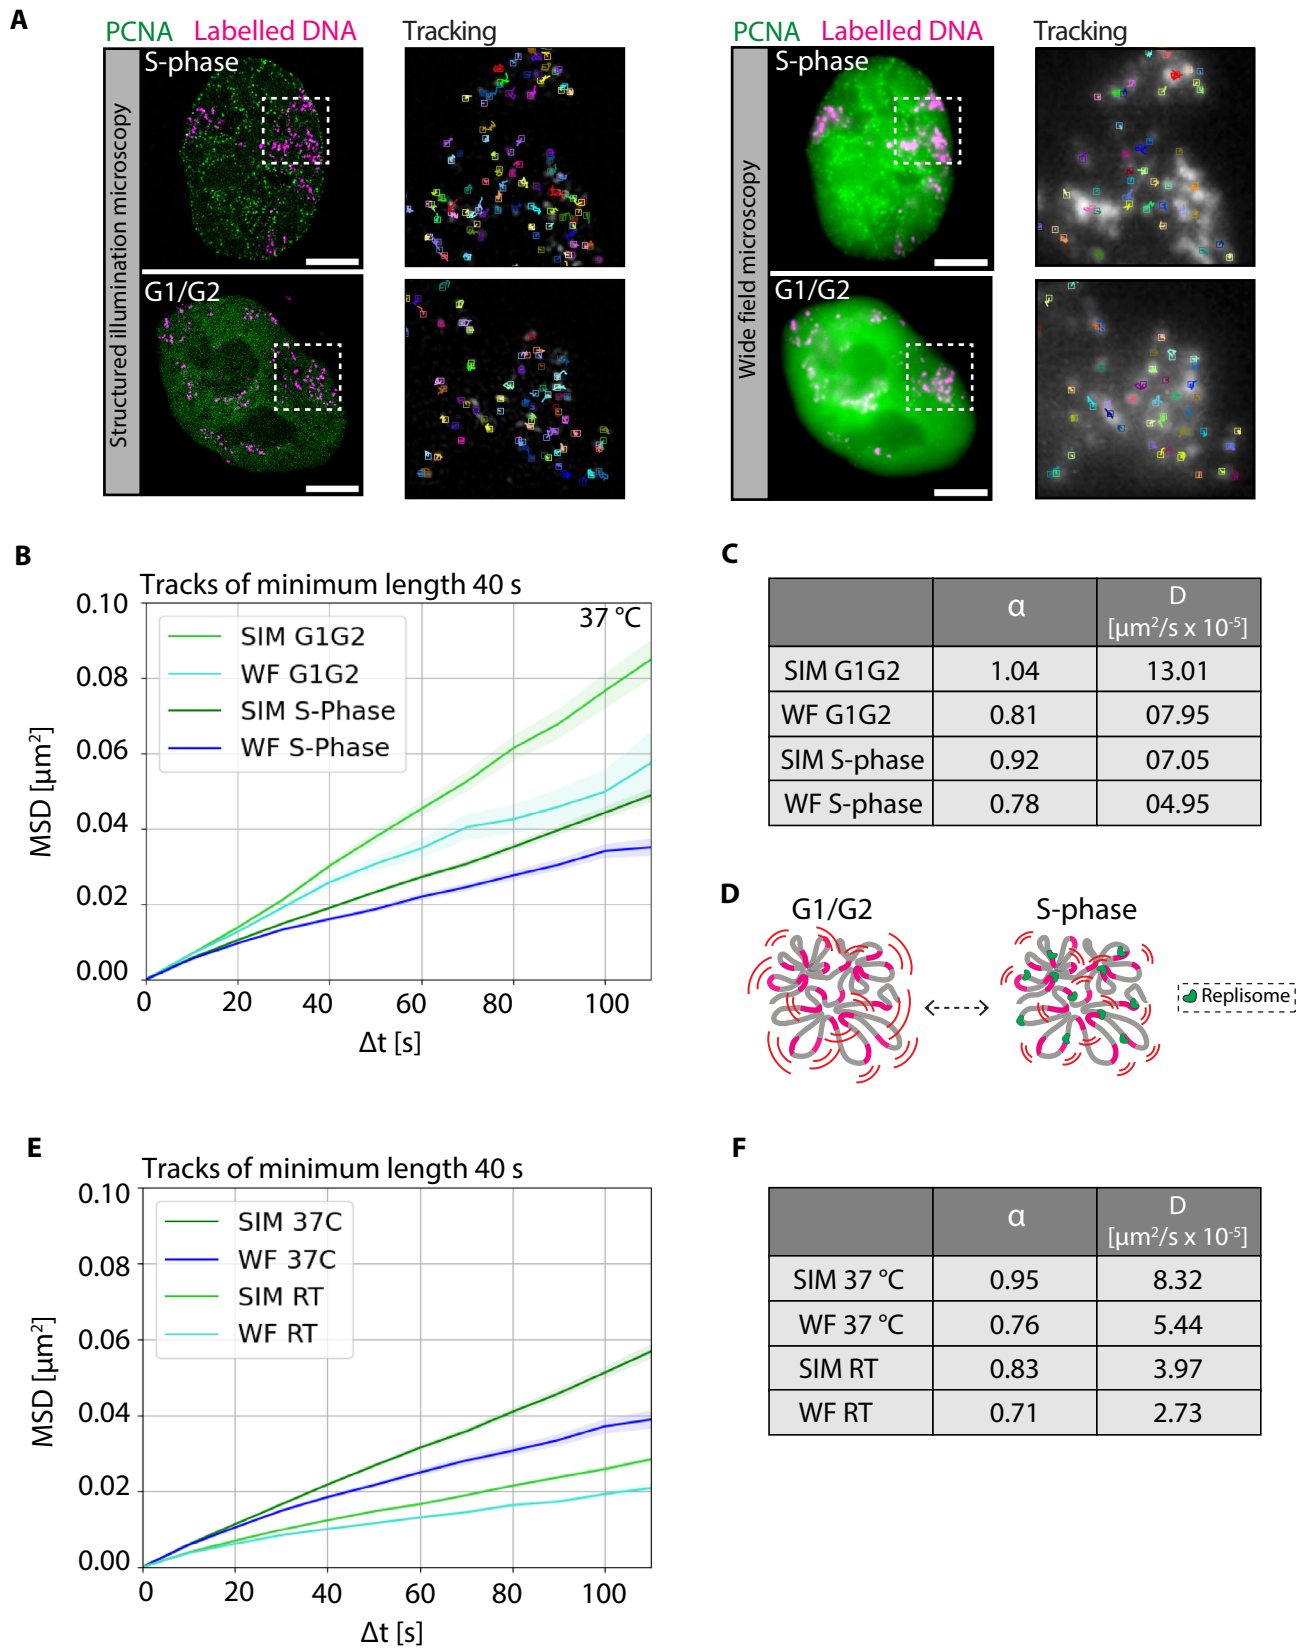 A
PCNA Labelled DNA
Tracking
Structured illumination microscopy
S-phase
G1/G2
PCNA Labelled DNA
Tracking
Wide field microscopy
S-phase
G1/G2
B
Tracks of minimum length 40 s
37 °C
SIM G1G2
WF G1G2
SIM S-Phase
WF S-Phase
MSD [µm²]
0.10
0.08
0.06
0.04
0.02
0.00
0 20 40 60 80 100
Δt [s]
C
α D
[µm²/s x 10⁻⁵]
SIM G1G2 1.04 13.01
WF G1G2 0.81 07.95
SIM S-phase 0.92 07.05
WF S-phase 0.78 04.95
D
G1/G2 S-phase
Replisome
E
Tracks of minimum length 40 s
SIM 37C
WF 37C
SIM RT
WF RT
MSD [µm²]
0.10
0.08
0.06
0.04
0.02
0.00
0 20 40 60 80 100
Δt [s]
F
α D
[µm²/s x 10⁻⁵]
SIM 37 °C 0.95 8.32
WF 37 °C 0.76 5.44
SIM RT 0.83 3.97
WF RT 0.71 2.73